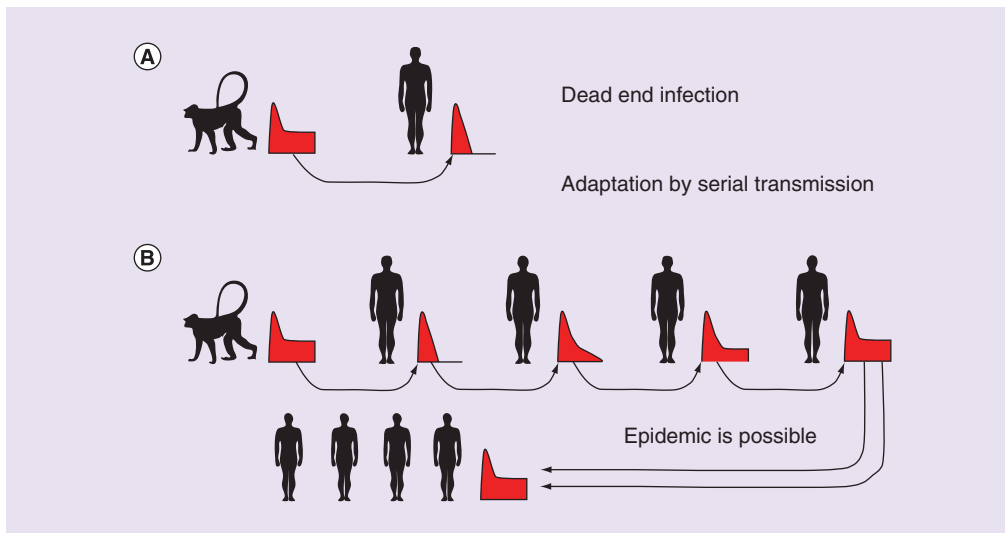 A
Dead end infection
Adaptation by serial transmission
B
Epidemic is possible